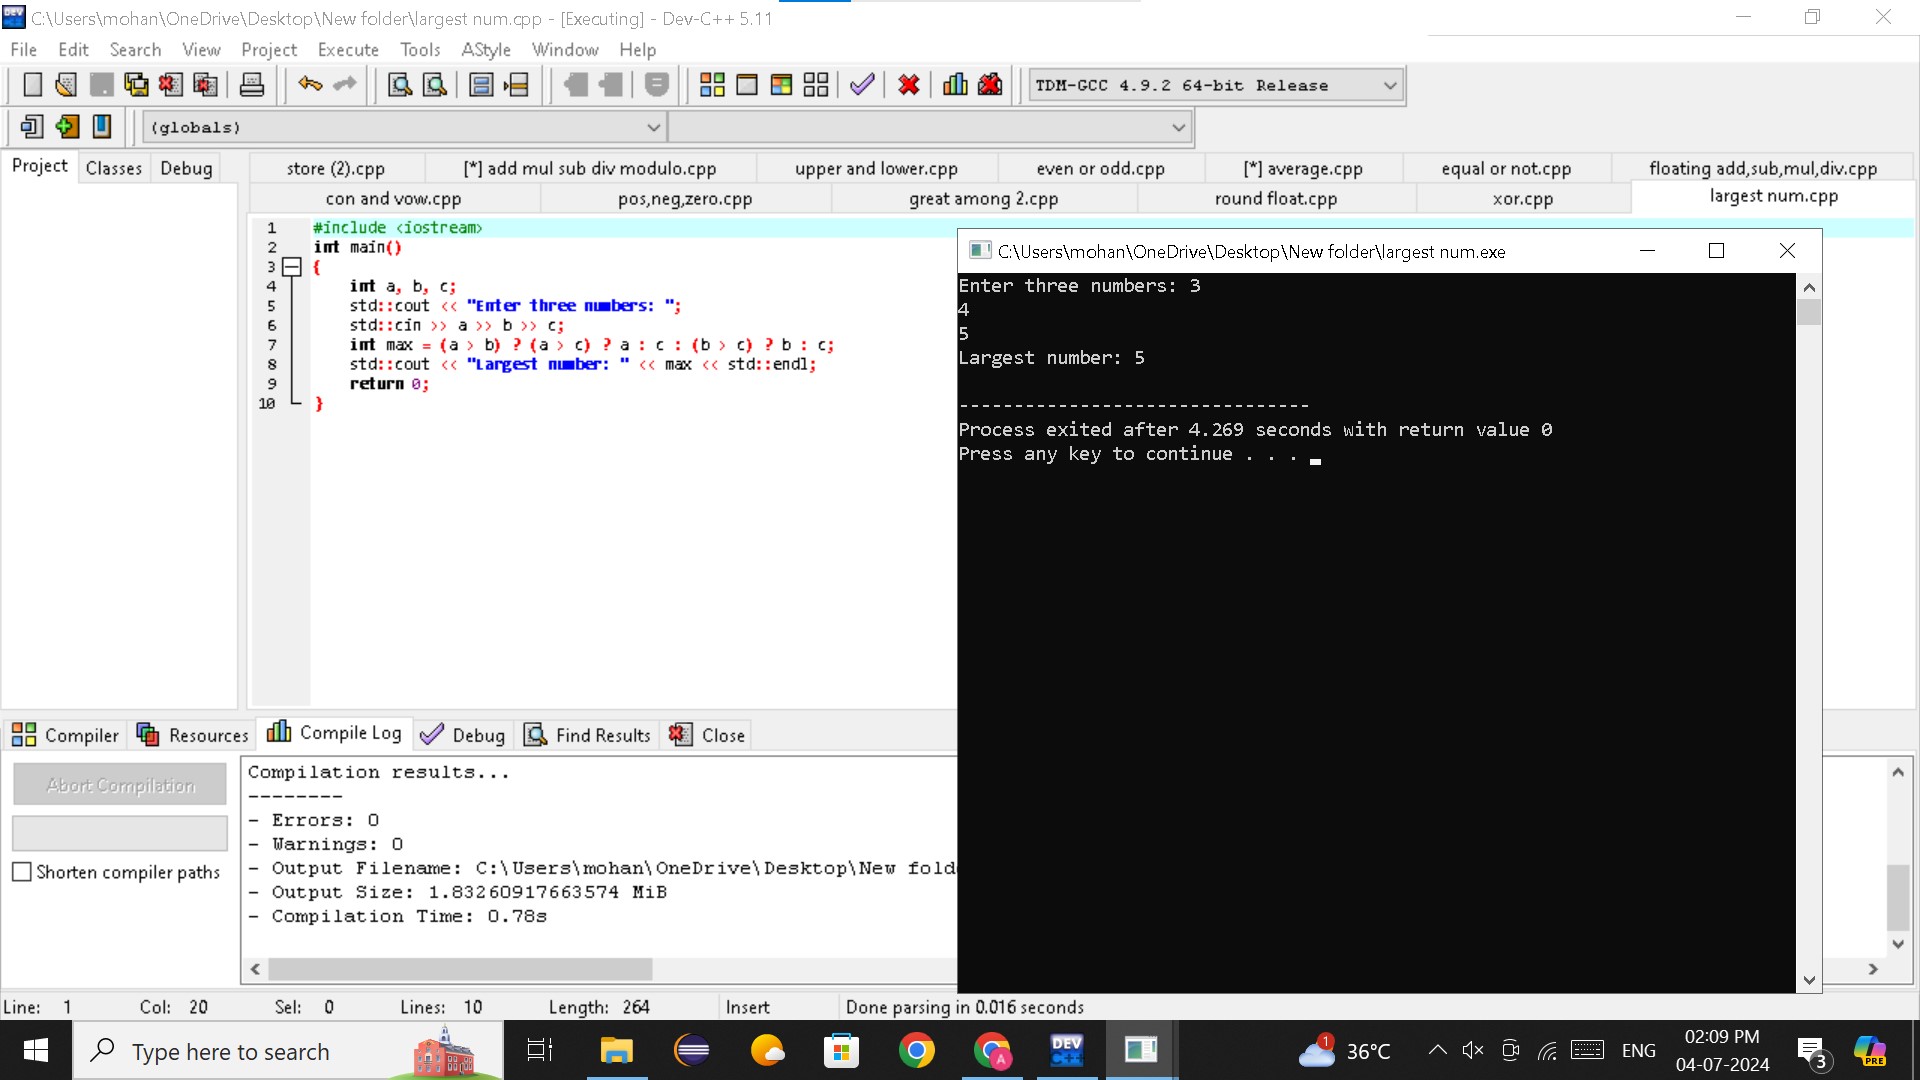 C:\Users\mohan\OneDrive\Desktop\New folder\largest num.cpp - [Executing] - Dev-C++ 5.11
File Edit Search View Project Execute Tools AStyle Window Help
TDM-GCC 4.9.2 64-bit Release
(globals)
Project Classes Debug
store (2).cpp [*] add mul sub div modulo.cpp upper and lower.cpp even or odd.cpp [*] average.cpp equal or not.cpp floating add,sub,mul,div.cpp
con and vow.cpp pos,neg,zero.cpp great among 2.cpp round float.cpp xor.cpp largest num.cpp
1 #include <iostream>
2 int main()
3 {
4 int a, b, c;
5 std::cout << "Enter three numbers: ";
6 std::cin >> a >> b >> c;
7 int max = (a > b) ? (a > c) ? a : c : (b > c) ? b : c;
8 std::cout << "Largest number: " << max << std::endl;
9 return 0;
10 }
C:\Users\mohan\OneDrive\Desktop\New folder\largest num.exe
Enter three numbers: 3
4
5
Largest number: 5
--------------------------------
Process exited after 4.269 seconds with return value 0
Press any key to continue . . .
Compiler Resources Compile Log Debug Find Results Close
Abort Compilation
Shorten compiler paths
Compilation results...
--------
- Errors: 0
- Warnings: 0
- Output Filename: C:\Users\mohan\OneDrive\Desktop\New fold
- Output Size: 1.83260917663574 MiB
- Compilation Time: 0.78s
Line: 1 Col: 20 Sel: 0 Lines: 10 Length: 264 Insert Done parsing in 0.016 seconds
Type here to search
DEV C++
A
1
36°C
ENG
02:09 PM
04-07-2024
3
PRE